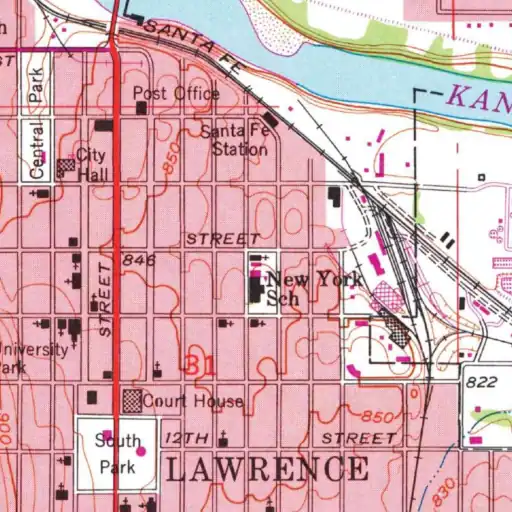 SANTA FE
Park
Central
Post Office
KAN
Santa Fe
Station
City
Hall
850
STREET
846
STREET
New York
Sch
University
Park
31
822
Court House
006
850
South
Park
12TH STREET
LAWRENCE
830